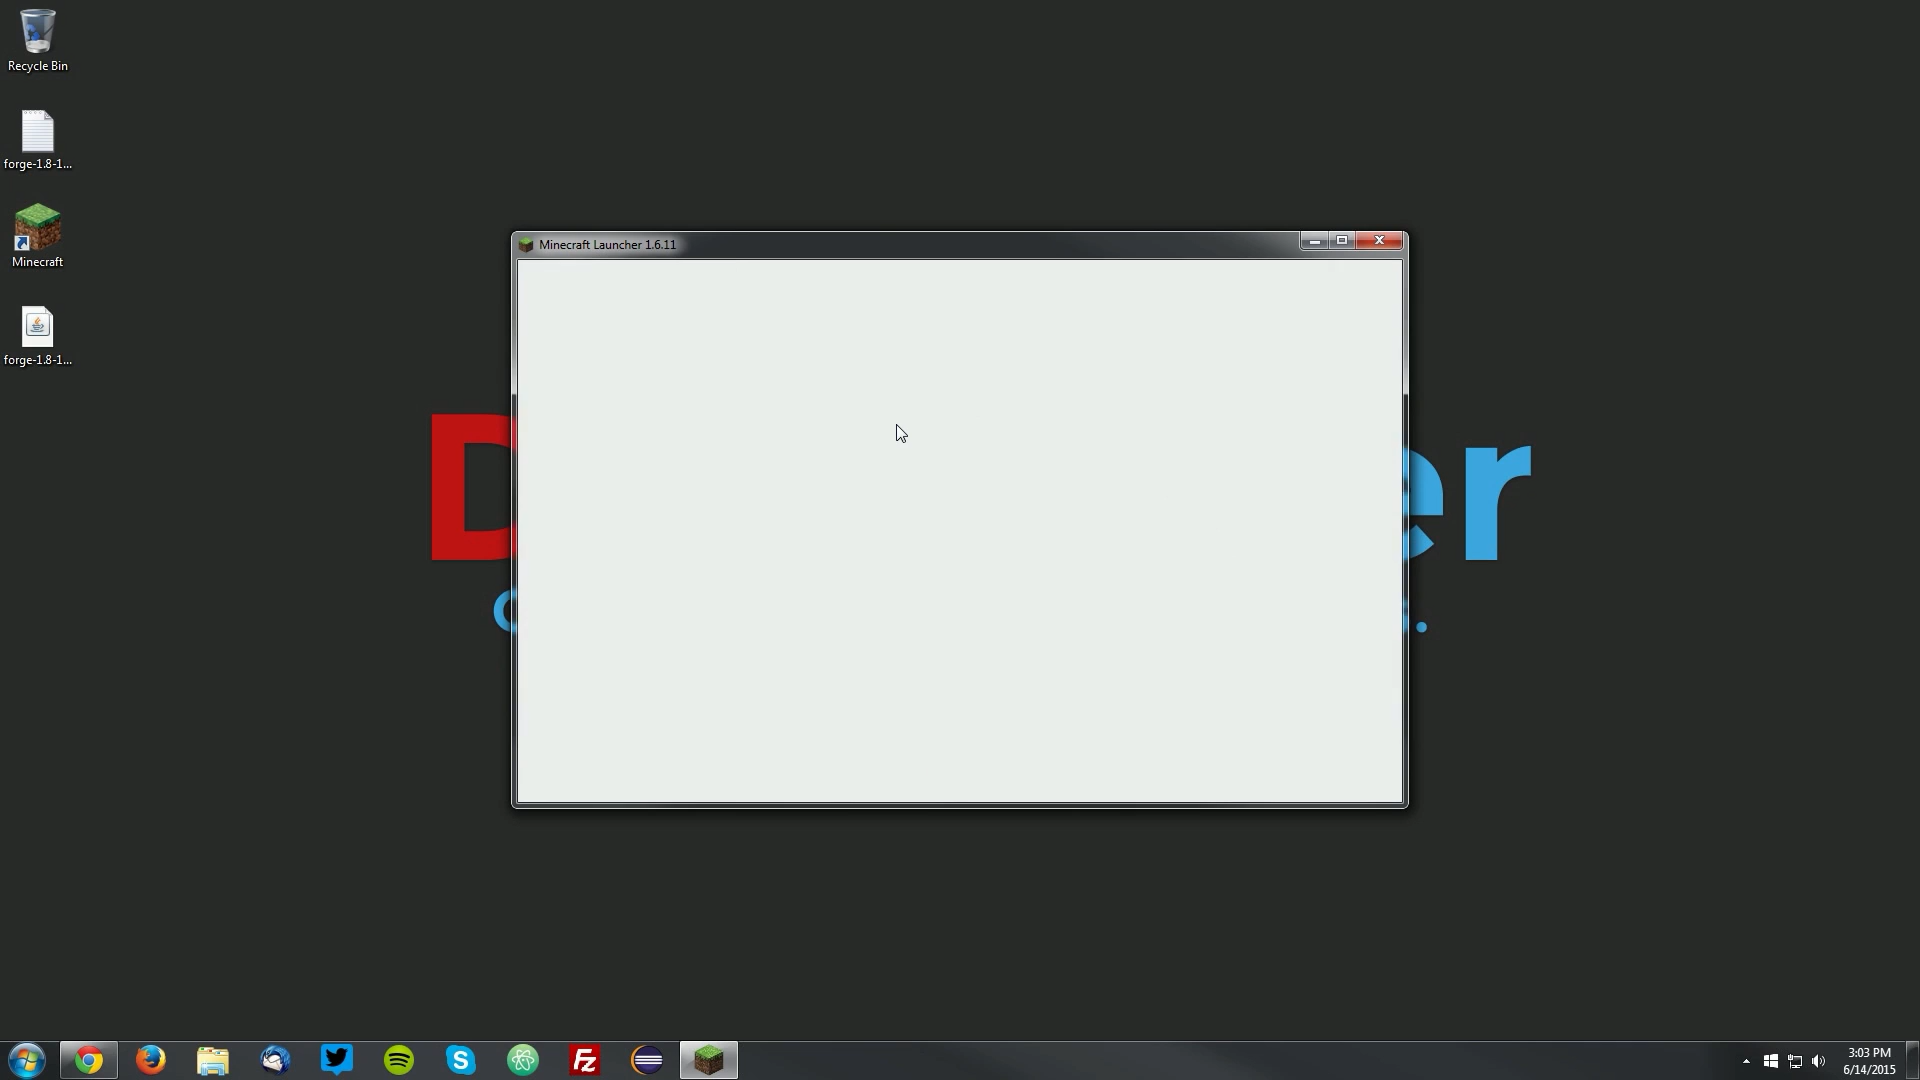 Recycle Bin
forge-1.8-1...
Minecraft
forge-1.8-1...
Minecraft Launcher 1.6.11
D
er
3:03 PM
6/14/2015